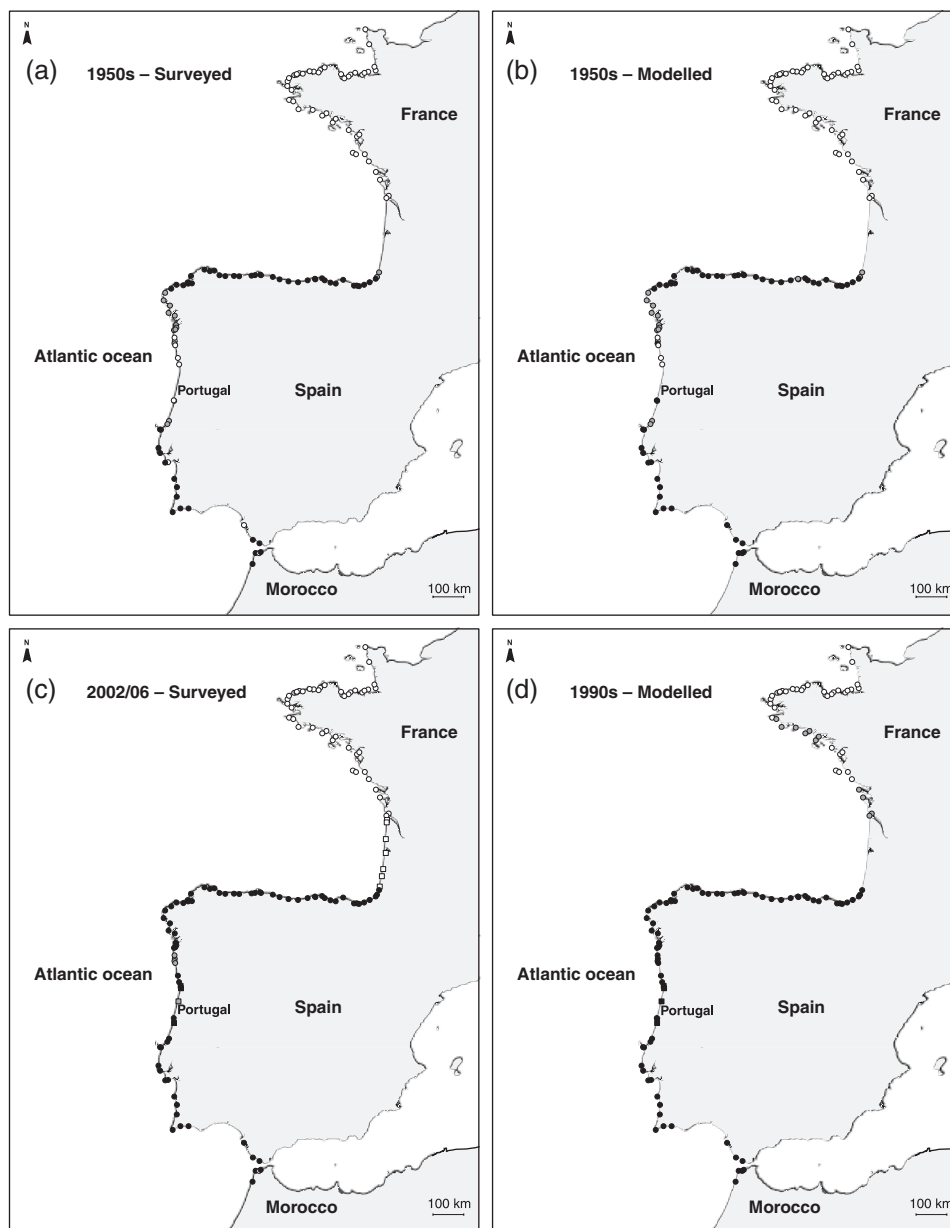 N
(a) 1950s – Surveyed
France
Atlantic ocean
Portugal
Spain
Morocco
100 km
N
(b) 1950s – Modelled
France
Atlantic ocean
Portugal
Spain
Morocco
100 km
N
(c) 2002/06 – Surveyed
France
Atlantic ocean
Portugal
Spain
Morocco
100 km
N
(d) 1990s – Modelled
France
Atlantic ocean
Portugal
Spain
Morocco
100 km